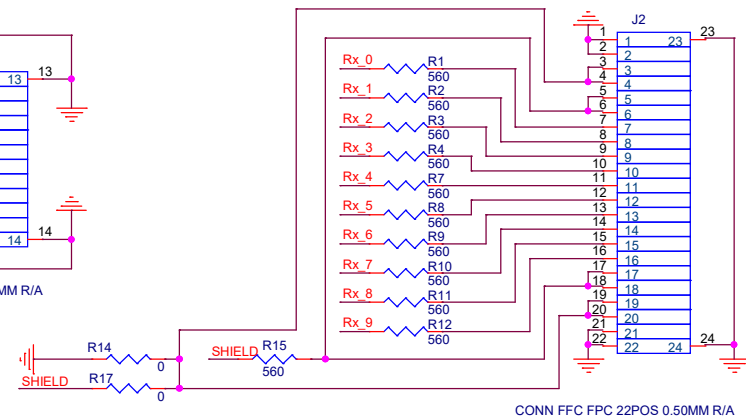 J2
13
13
14
14
MM R/A
Rx_0
R1
560
Rx_1
R2
560
Rx_2
R3
560
Rx_3
R4
560
Rx_4
R7
560
Rx_5
R8
560
Rx_6
R9
560
Rx_7
R10
560
Rx_8
R11
560
Rx_9
R12
560
1
2
3
4
5
6
7
8
9
10
11
12
13
14
15
16
17
18
19
20
21
22
1
2
3
4
5
6
7
8
9
10
11
12
13
14
15
16
17
18
19
20
21
22
23
23
24
24
R14
0
SHIELD
R17
0
SHIELD
R15
560
CONN FFC FPC 22POS 0.50MM R/A